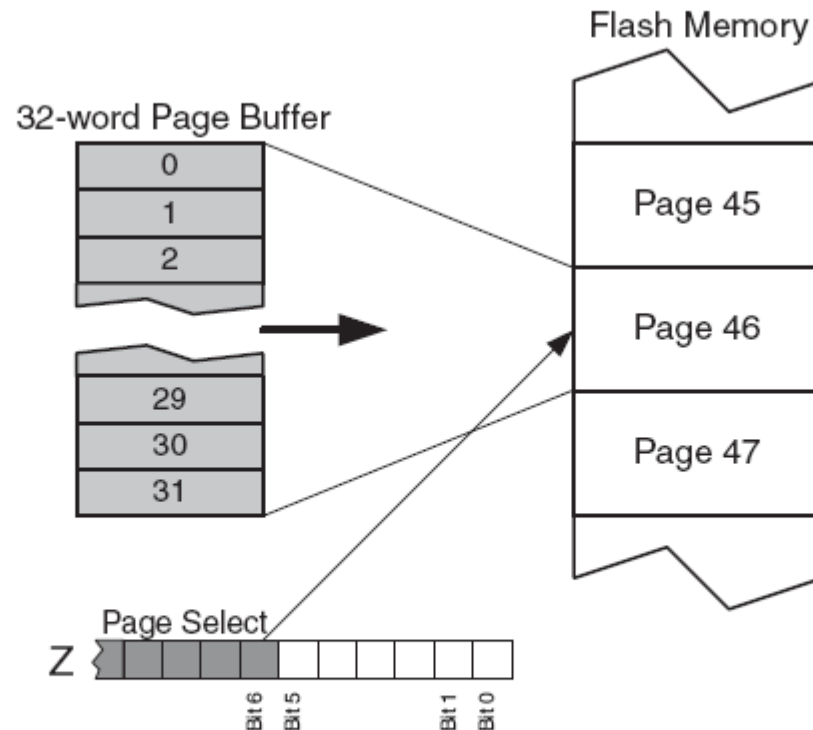 Flash Memory
32-word Page Buffer
0
1
2
29
30
31
Page 45
Page 46
Page 47
Page Select
Z
Bit 6
Bit 5
Bit 1
Bit 0